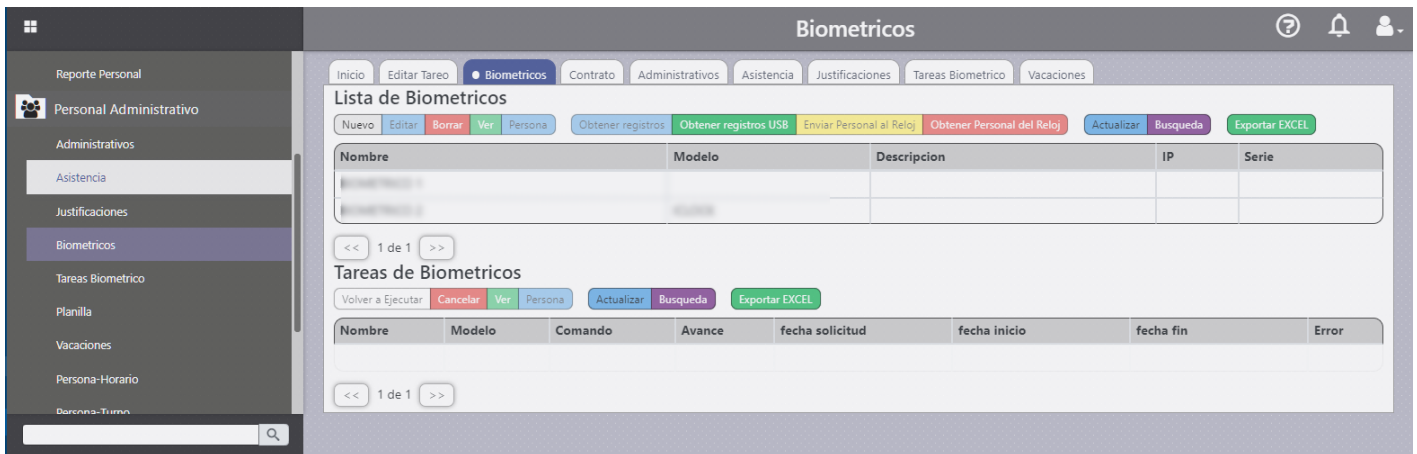 Biometricos
Reporte Personal
Personal Administrativo
Administrativos
Asistencia
Justificaciones
Biometricos
Tareas Biometrico
Planilla
Vacaciones
Persona-Horario
Persona-Turno
Inicio Editar Tareo Biometricos Contrato Administrativos Asistencia Justificaciones Tareas Biometrico Vacaciones
Lista de Biometricos
Nuevo Editar Borrar Ver Persona Obtener registros Obtener registros USB Enviar Personal al Reloj Obtener Personal del Reloj Actualizar Busqueda Exportar EXCEL
Nombre Modelo Descripcion IP Serie
<< 1 de 1 >>
Tareas de Biometricos
Volver a Ejecutar Cancelar Ver Persona Actualizar Busqueda Exportar EXCEL
Nombre Modelo Comando Avance fecha solicitud fecha inicio fecha fin Error
<< 1 de 1 >>